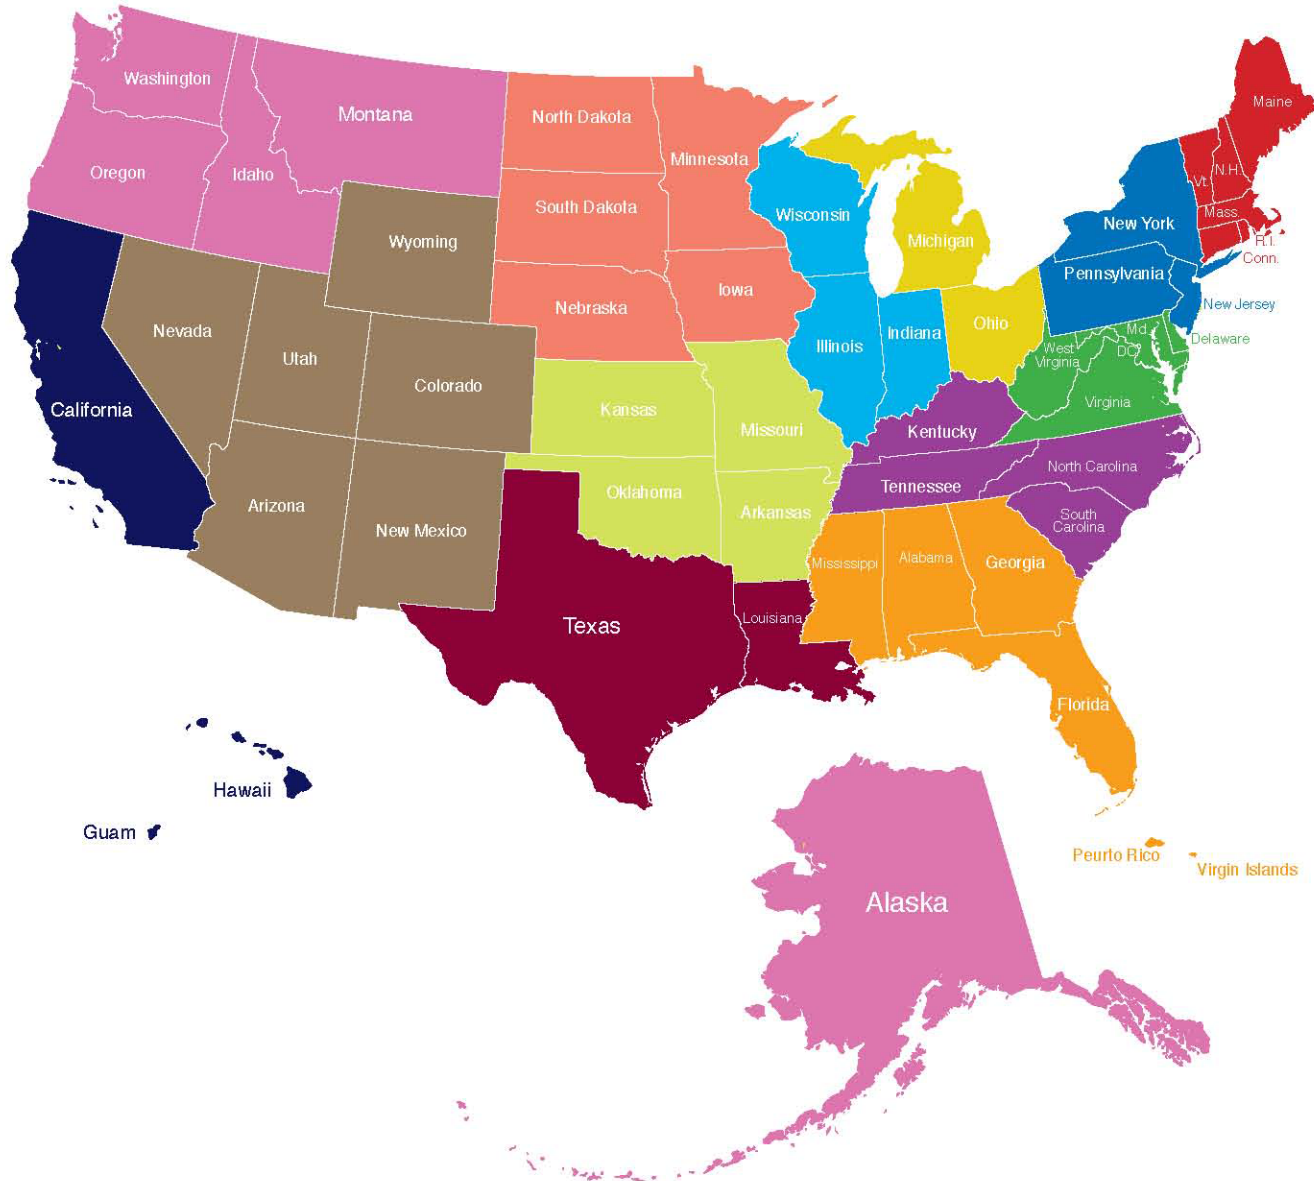 Washington
Montana
North Dakota
Minnesota
Maine
Oregon
Idaho
South Dakota
Wisconsin
Michigan
Vt.
N.H.
Mass.
R.I.
Conn.
New York
Wyoming
Nebraska
Iowa
Pennsylvania
New Jersey
Nevada
Utah
Colorado
Illinois
Indiana
Ohio
West
Virginia
Md.
DC
Delaware
California
Kansas
Missouri
Kentucky
Virginia
Arizona
New Mexico
Oklahoma
Arkansas
Tennessee
North Carolina
South
Carolina
Mississippi
Alabama
Georgia
Texas
Louisiana
Florida
Hawaii
Guam
Peurto Rico
Virgin Islands
Alaska